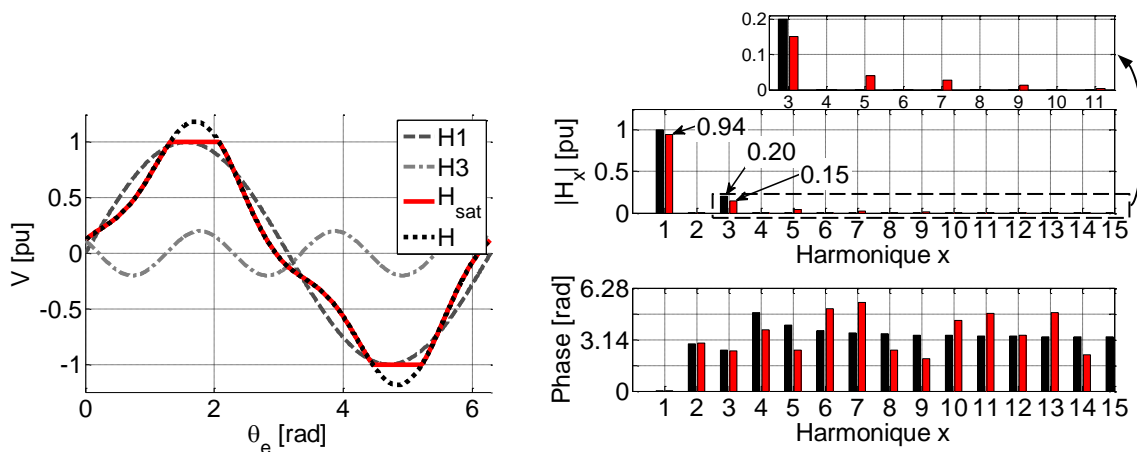 V [pu]
1
0.5
0
-0.5
-1
0 2 4 6
θe [rad]
H1
H3
Hsat
H
0.2
0.1
0
3 4 5 6 7 8 9 10 11
|Hx| [pu]
1
0.5
0
0.94
0.20
0.15
1 2 3 4 5 6 7 8 9 10 11 12 13 14 15
Harmonique x
Phase [rad]
6.28
3.14
0
1 2 3 4 5 6 7 8 9 10 11 12 13 14 15
Harmonique x